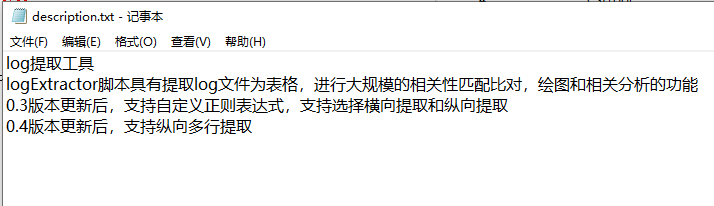 description.txt - 记事本
文件(F) 编辑(E) 格式(O) 查看(V) 帮助(H)
log提取工具
logExtractor脚本具有提取log文件为表格，进行大规模的相关性匹配比对，绘图和相关分析的功能
0.3版本更新后，支持自定义正则表达式，支持选择横向提取和纵向提取
0.4版本更新后，支持纵向多行提取